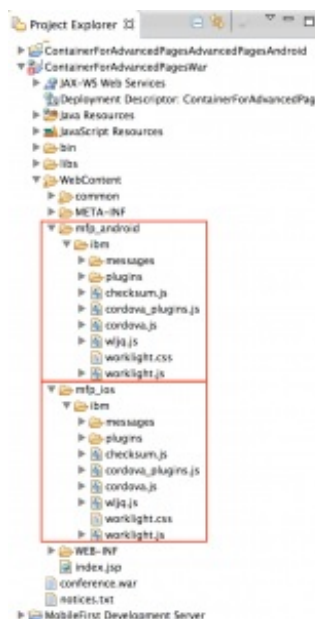 Project Explorer
ContainerForAdvancedPagesAdvancedPagesAndroid
ContainerForAdvancedPagesWar
JAX-WS Web Services
Deployment Descriptor: ContainerForAdvancedPag
Java Resources
JavaScript Resources
bin
libs
WebContent
common
META-INF
mfp_android
ibm
messages
plugins
checksum.js
cordova_plugins.js
cordova.js
wljq.js
worklight.css
worklight.js
mfp_ios
ibm
messages
plugins
checksum.js
cordova_plugins.js
cordova.js
wljq.js
worklight.css
worklight.js
WEB-INF
index.jsp
conference.war
notices.txt
MobileFirst Development Server